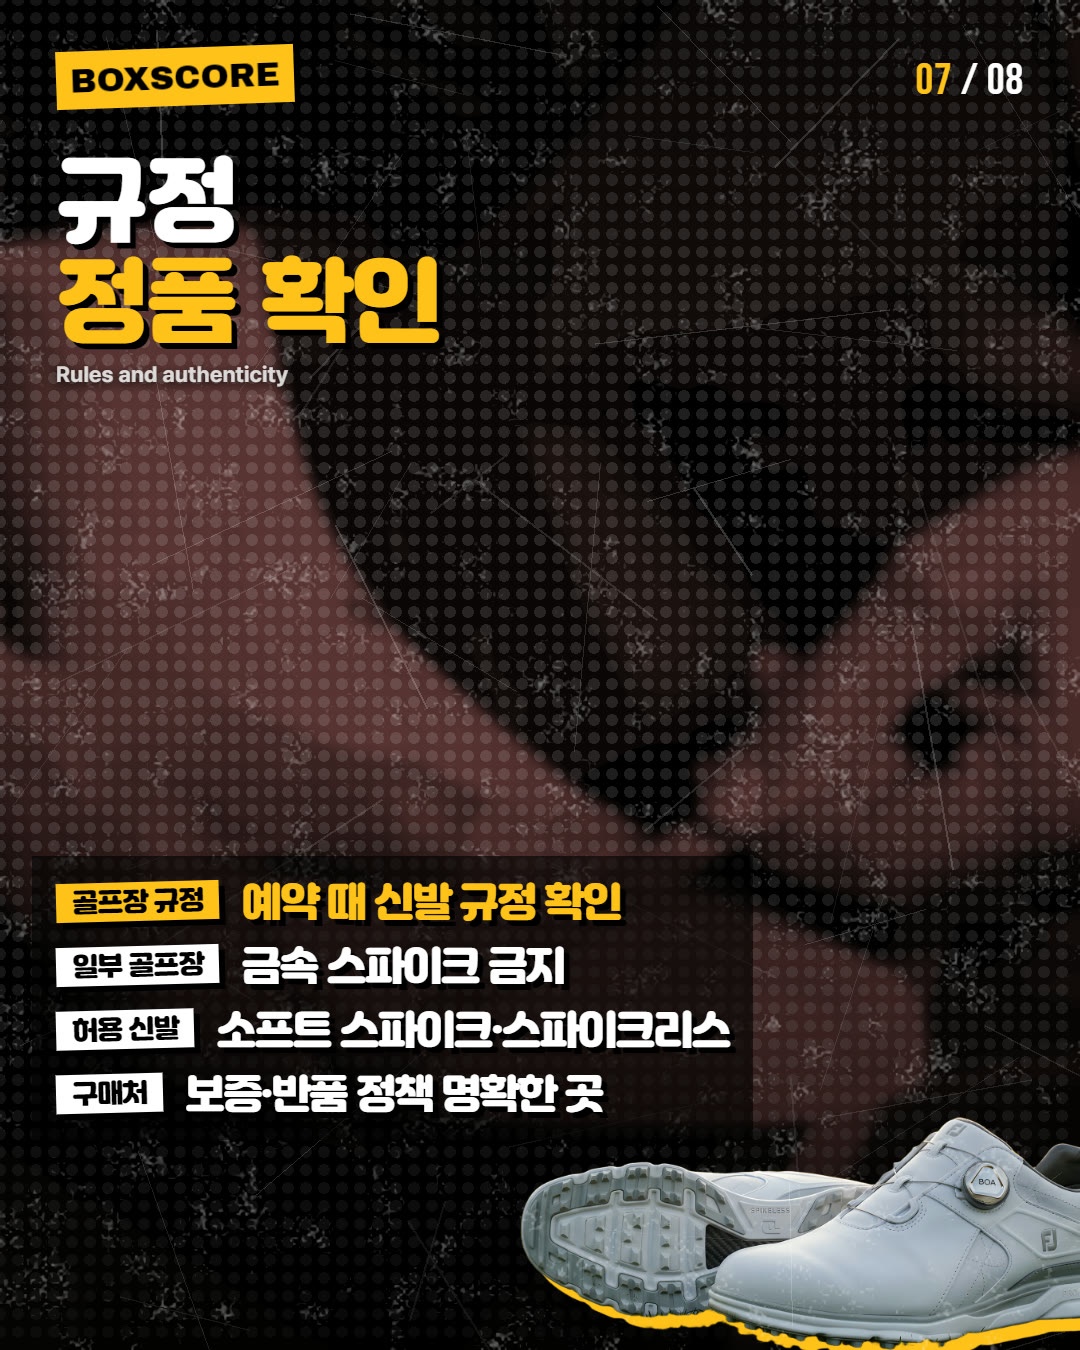 BOXSCORE
07 / 08
규정
정품 확인
Rules and authenticity
골프장 규정 예약 때 신발 규정 확인
일부 골프장 금속 스파이크 금지
허용 신발 소프트 스파이크·스파이크리스
구매처 보증·반품 정책 명확한 곳
SPIKELESS
BOA
FJ